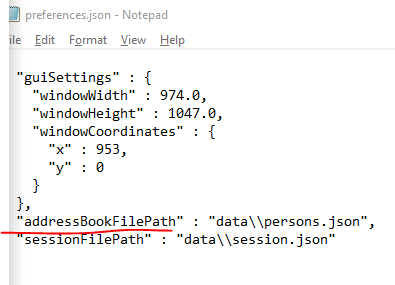 preferences.json - Notepad
ile Edit Format View Help
"guiSettings" : {
"windowWidth" : 974.0,
"windowHeight" : 1047.0,
"windowCoordinates" : {
"x" : 953,
"y" : 0
}
},
"addressBookFilePath" : "data\\persons.json",
"sessionFilePath" : "data\\session.json"